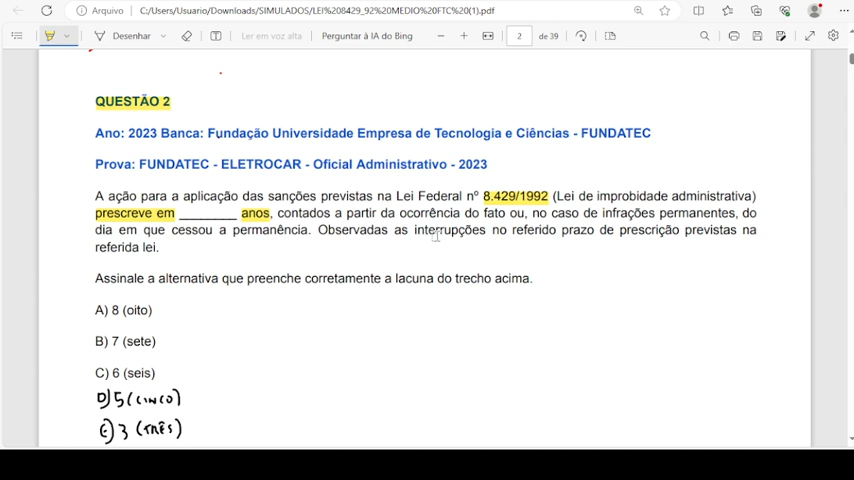 Arquivo | C:/Users/Usuario/Downloads/SIMULADOS/LEI%208429_92%20MEDIO%20FTC%20(1).pdf
Desenhar
Ler em voz alta
Perguntar à IA do Bing
2
de 39
QUESTÃO 2
Ano: 2023 Banca: Fundação Universidade Empresa de Tecnologia e Ciências - FUNDATEC
Prova: FUNDATEC - ELETROCAR - Oficial Administrativo - 2023
A ação para a aplicação das sanções previstas na Lei Federal nº 8.429/1992 (Lei de improbidade administrativa)
prescreve em ________ anos, contados a partir da ocorrência do fato ou, no caso de infrações permanentes, do
dia em que cessou a permanência. Observadas as interrupções no referido prazo de prescrição previstas na
referida lei.
Assinale a alternativa que preenche corretamente a lacuna do trecho acima.
A) 8 (oito)
B) 7 (sete)
C) 6 (seis)
D) 5 (CINCO)
E) 3 (TRÊS)